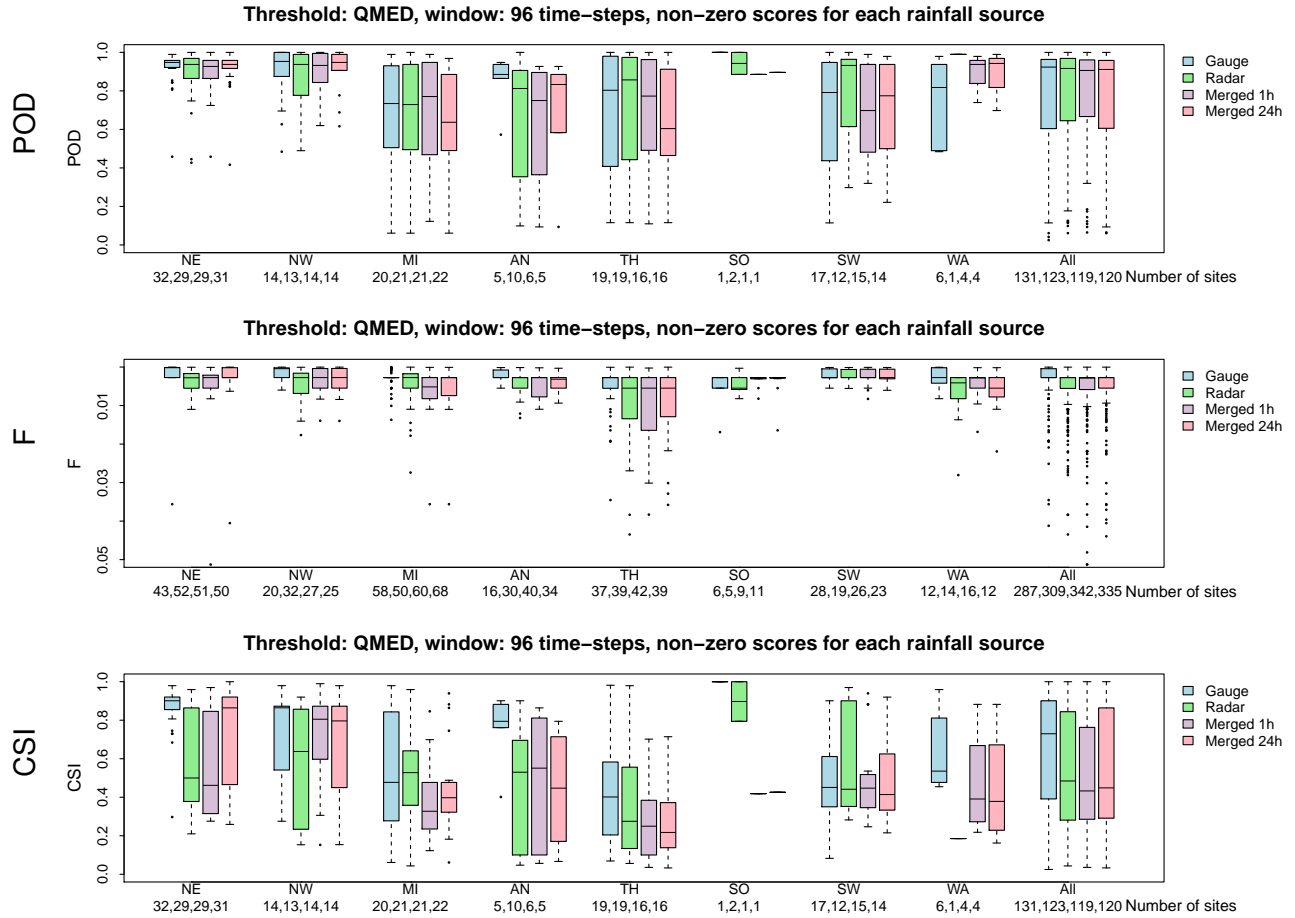 Threshold: QMED, window: 96 time−steps, non−zero scores for each rainfall source
POD
POD
1.0
0.8
0.6
0.4
0.2
0.0
Gauge
Radar
Merged 1h
Merged 24h
NE NW MI AN TH SO SW WA All
32,29,29,31 14,13,14,14 20,21,21,22 5,10,6,5 19,19,16,16 1,2,1,1 17,12,15,14 6,1,4,4 131,123,119,120 Number of sites
Threshold: QMED, window: 96 time−steps, non−zero scores for each rainfall source
F
F
0.01
0.03
0.05
Gauge
Radar
Merged 1h
Merged 24h
NE NW MI AN TH SO SW WA All
43,52,51,50 20,32,27,25 58,50,60,68 16,30,40,34 37,39,42,39 6,5,9,11 28,19,26,23 12,14,16,12 287,309,342,335 Number of sites
Threshold: QMED, window: 96 time−steps, non−zero scores for each rainfall source
CSI
CSI
1.0
0.8
0.6
0.4
0.2
0.0
Gauge
Radar
Merged 1h
Merged 24h
NE NW MI AN TH SO SW WA All
32,29,29,31 14,13,14,14 20,21,21,22 5,10,6,5 19,19,16,16 1,2,1,1 17,12,15,14 6,1,4,4 131,123,119,120 Number of sites